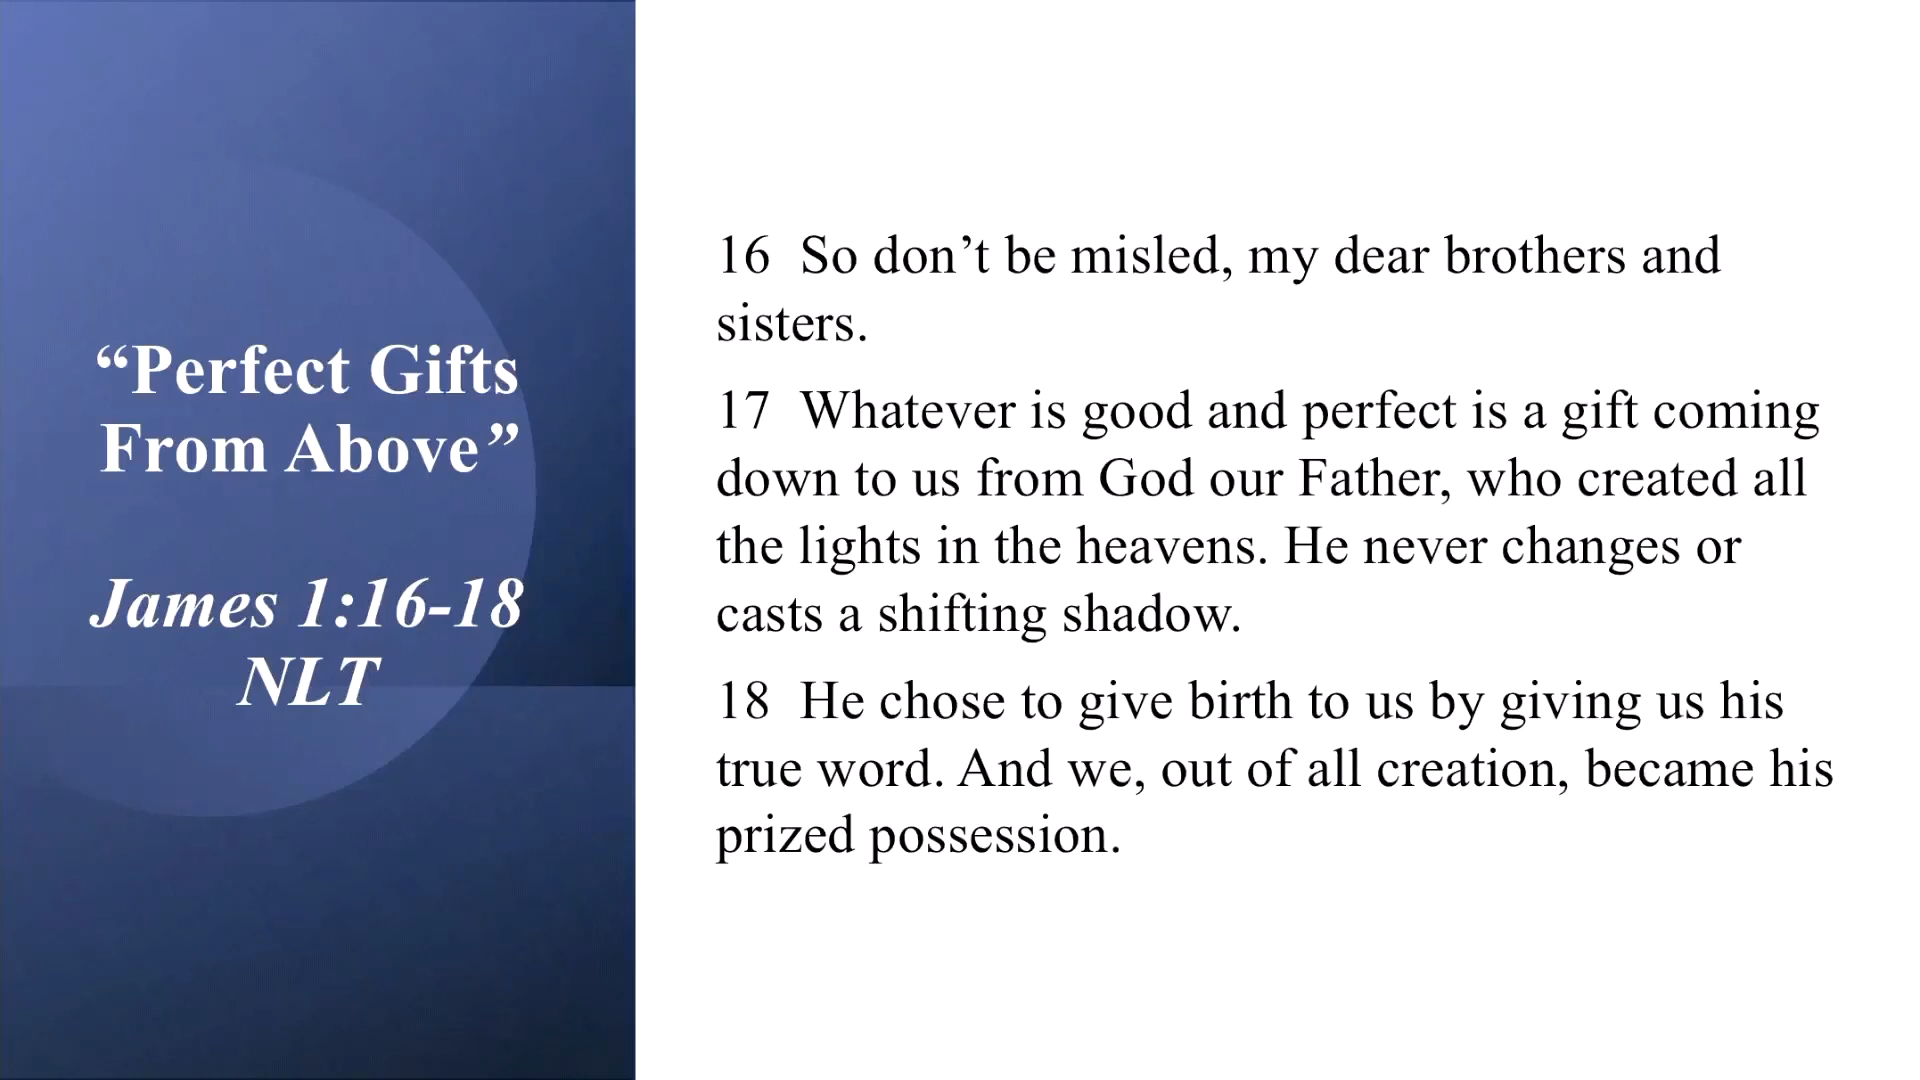 “Perfect Gifts
From Above”
James 1:16-18
NLT
16  So don’t be misled, my dear brothers and
sisters.
17  Whatever is good and perfect is a gift coming
down to us from God our Father, who created all
the lights in the heavens. He never changes or
casts a shifting shadow.
18  He chose to give birth to us by giving us his
true word. And we, out of all creation, became his
prized possession.